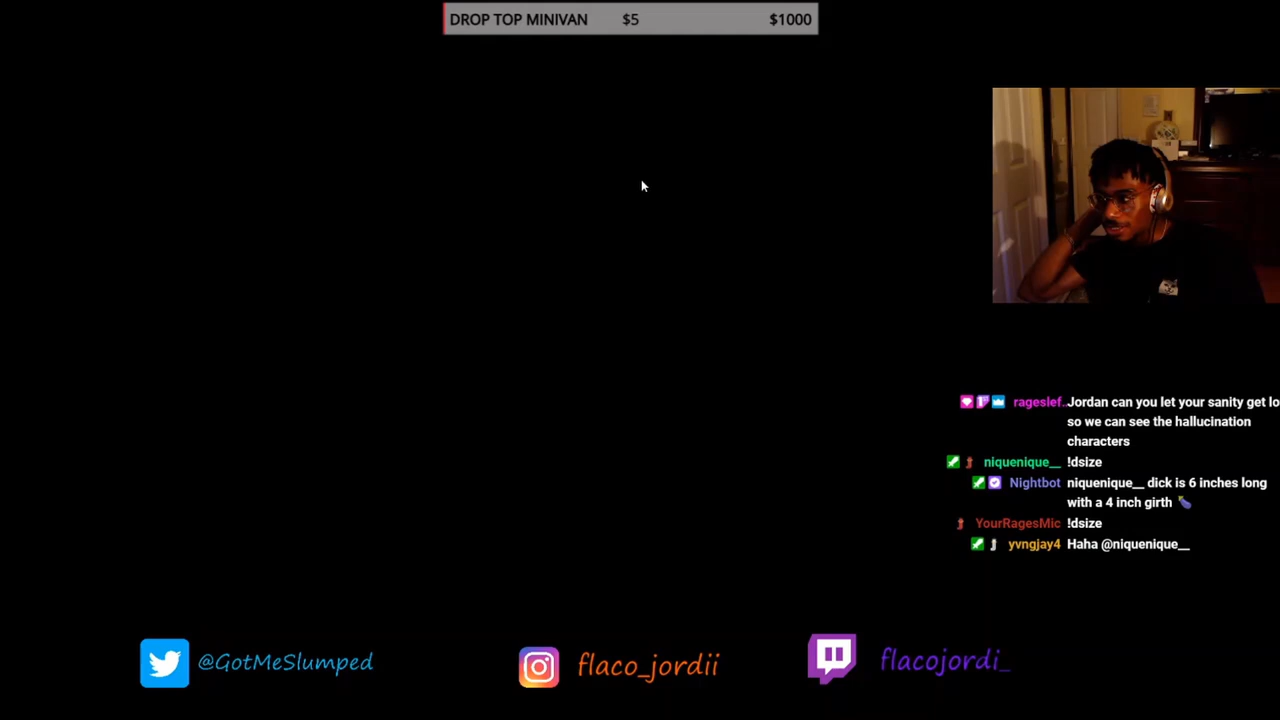 DROP TOP MINIVAN $5 $1000
rageslef.. Jordan can you let your sanity get lo
so we can see the hallucination
characters
niquenique__ !dsize
Nightbot niquenique__ dick is 6 inches long
with a 4 inch girth 🍆
YourRagesMic !dsize
yvngjay4 Haha @niquenique__
@GotMeSlumped flaco_jordii flacojordi_